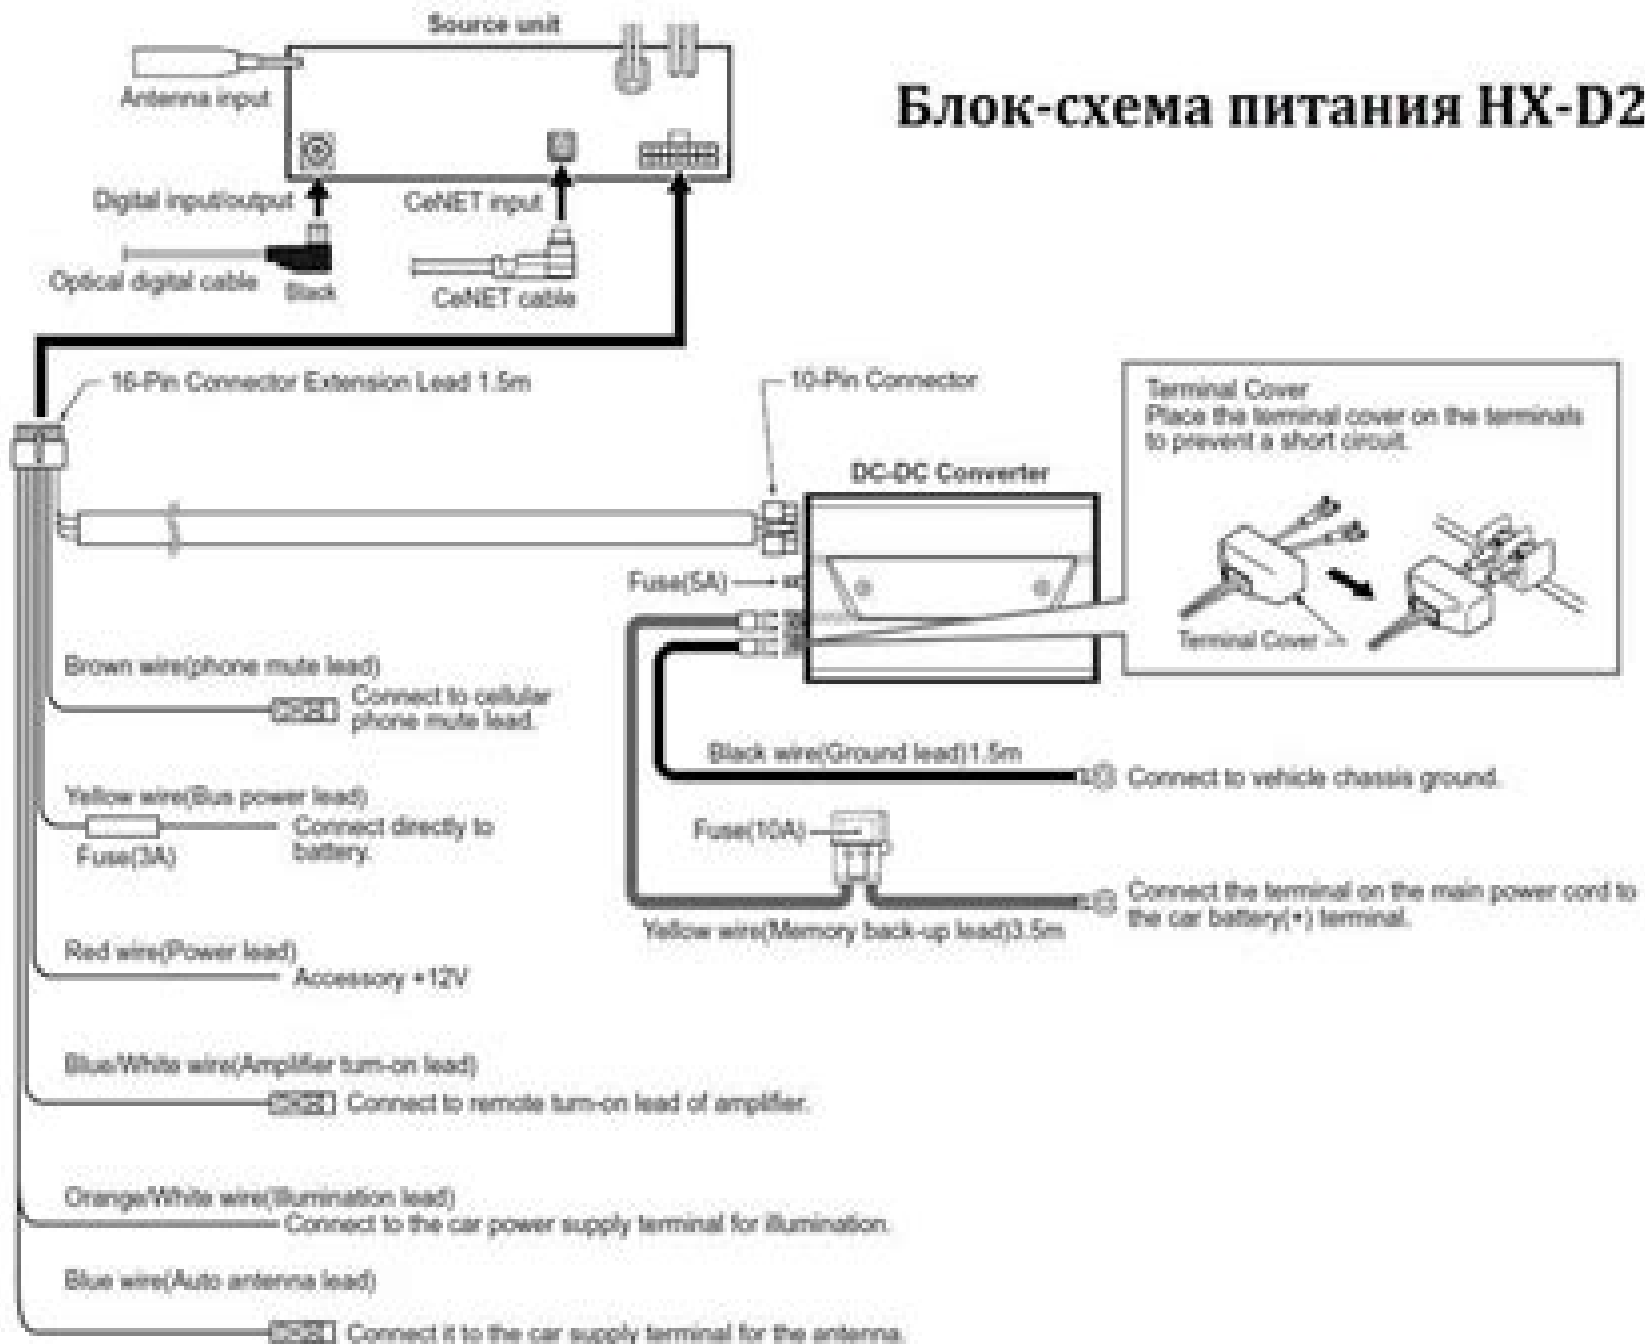 Source unit
Блок-схема питания HX-D2
Antenna input
Digital input/output
CeNET input
Optical digital cable
Black
CeNET cable
16-Pin Connector Extension Lead 1.5m
10-Pin Connector
Terminal Cover
Place the terminal cover on the terminals
to prevent a short circuit.
DC-DC Converter
Fuse(5A)
Terminal Cover
Brown wire(phone mute lead)
Connect to cellular
phone mute lead.
Black wire(Ground lead)1.5m
Connect to vehicle chassis ground.
Yellow wire(Bus power lead)
Connect directly to
battery.
Fuse(3A)
Fuse(10A)
Connect the terminal on the main power cord to
the car battery(+) terminal.
Yellow wire(Memory back-up lead)3.5m
Red wire(Power lead)
Accessory +12V
Blue/White wire(Amplifier turn-on lead)
Connect to remote turn-on lead of amplifier.
Orange/White wire(Illumination lead)
Connect to the car power supply terminal for illumination.
Blue wire(Auto antenna lead)
Connect it to the car supply terminal for the antenna.